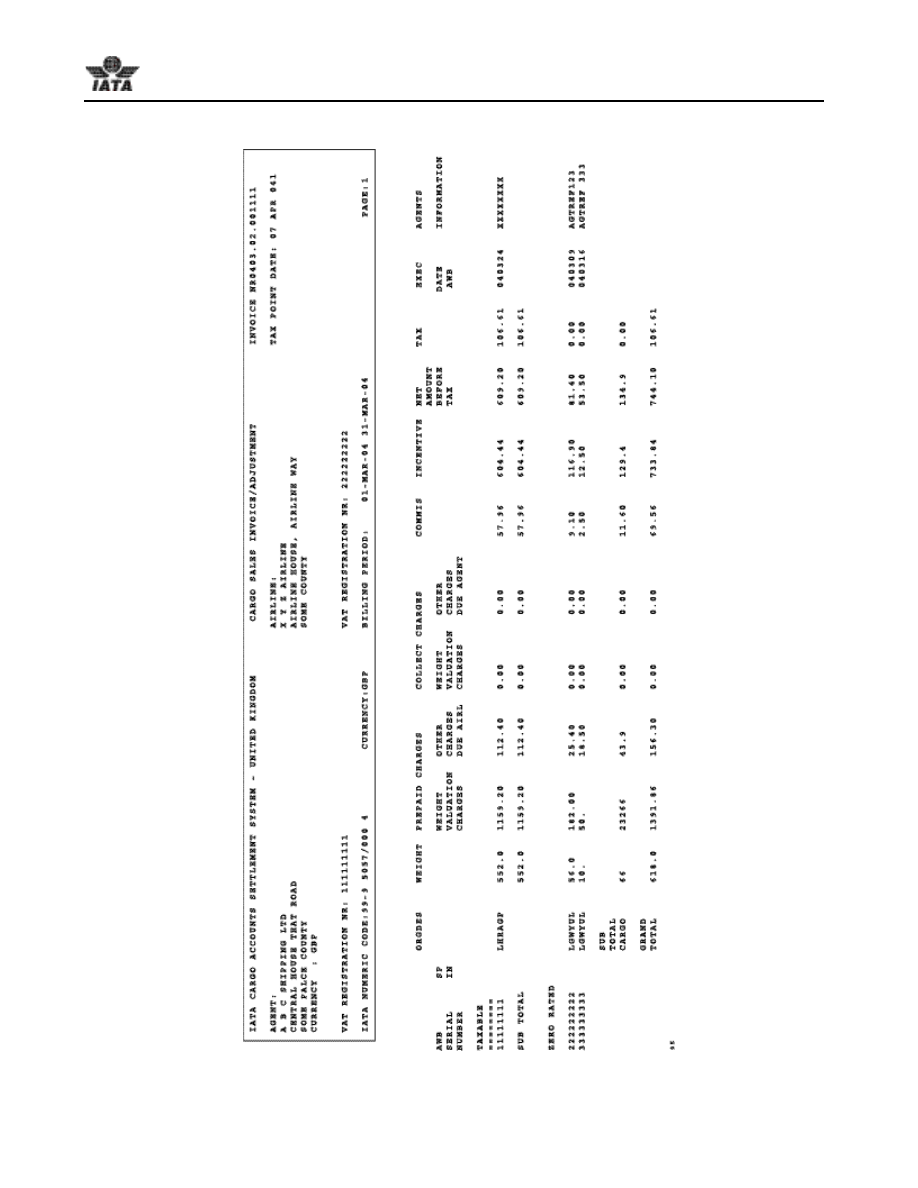 IATA
IATA CARGO ACCOUNTS SETTLEMENT SYSTEM - UNITED KINGDOM CARGO SALES INVOICE/ADJUSTMENT INVOICE NR0403.02.001111
AGENT: AIRLINE: TAX POINT DATE: 07 APR 041
A B C SHIPPING LTD X Y Z AIRLINE
CENTRAL HOUSE THAT ROAD AIRLINE HOUSE, AIRLINE WAY
SOME FALCE COUNTY SOME COUNTY
CURRENCY : GBP
VAT REGISTRATION NR: 111111111 VAT REGISTRATION NR: 222222222
IATA NUMERIC CODE:99-9 5057/000 4 CURRENCY:GBP BILLING PERIOD: 01-MAR-04 31-MAR-04 PAGE:1
ORGDES WEIGHT PREPAID CHARGES COLLECT CHARGES COMMIS INCENTIVE NET TAX EXEC AGENTS
AMOUNT
AWB SP WEIGHT OTHER WEIGHT OTHER BEFORE DATE INFORMATION
SERIAL IN VALUATION CHARGES VALUATION CHARGES TAX AWB
NUMBER CHARGES DUE AIRL CHARGES DUE AGENT
TAXABLE
========
11111111 LHRAGP 552.0 1159.20 112.40 0.00 0.00 57.96 604.44 609.20 106.61 040324 XXXXXXXX
SUB TOTAL 552.0 1159.20 112.40 0.00 0.00 57.96 604.44 609.20 106.61
ZERO RATED
222222222 LGWYUL 56.0 182.00 25.40 0.00 0.00 9.10 116.90 81.40 0.00 040309 AGTREF123
333333333 LGWYUL 10. 50. 18.50 0.00 0.00 2.50 12.50 53.50 0.00 040316 AGTREF 333
SUB
TOTAL
CARGO 66 23266 43.9 0.00 0.00 11.60 129.4 134.9 0.00
GRAND
TOTAL 618.0 1391.86 156.30 0.00 0.00 69.56 733.84 744.10 106.61